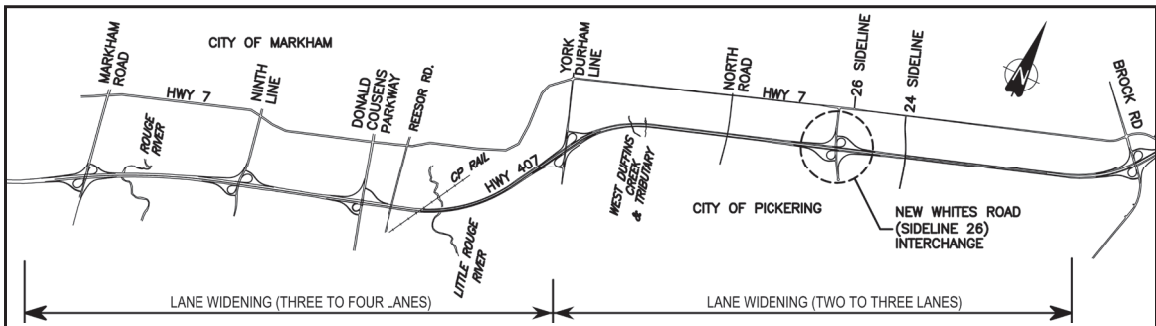 CITY OF MARKHAM
MARKHAM
ROAD
HWY 7
ROUGE
RIVER
NINTH
LINE
DONALD
COUSENS
PARKWAY
REESOR RD.
CP RAIL
LITTLE ROUGE
RIVER
HWY 407
YORK
DURHAM
LINE
WEST DUFFINS
CREEK
& TRIBUTARY
NORTH
ROAD
HWY 7
26 SIDELINE
24 SIDELINE
N
BROCK RD
CITY OF PICKERING
NEW WHITES ROAD
(SIDELINE 26)
INTERCHANGE
LANE WIDENING (THREE TO FOUR LANES)
LANE WIDENING (TWO TO THREE LANES)